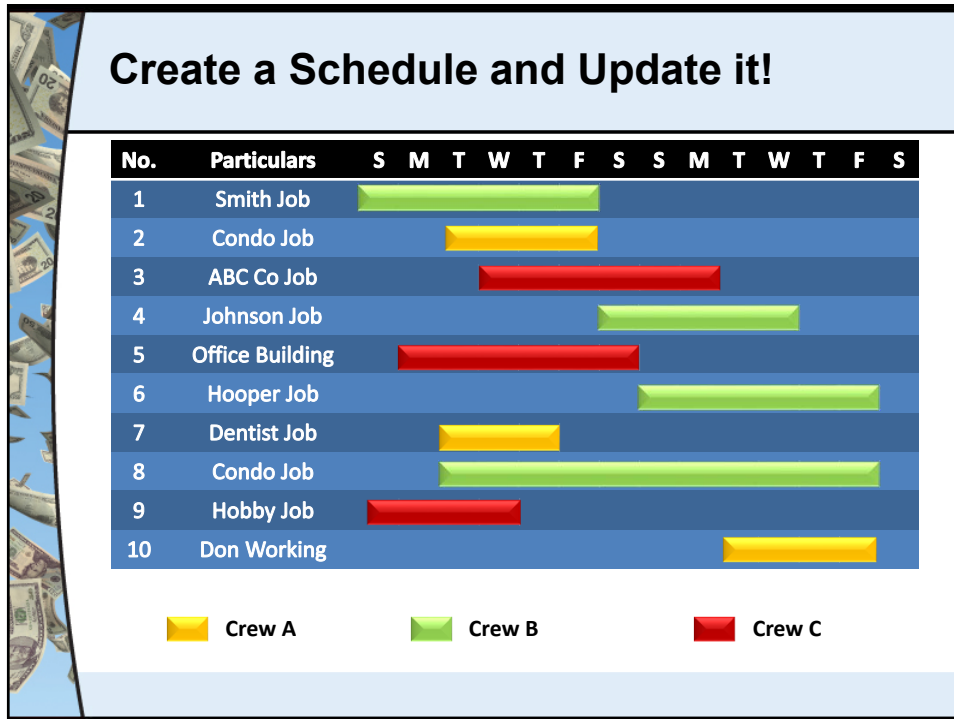 Create a Schedule and Update it!
No. Particulars S M T W T F S S M T W T F S
1 Smith Job
2 Condo Job
3 ABC Co Job
4 Johnson Job
5 Office Building
6 Hooper Job
7 Dentist Job
8 Condo Job
9 Hobby Job
10 Don Working
Crew A Crew B Crew C